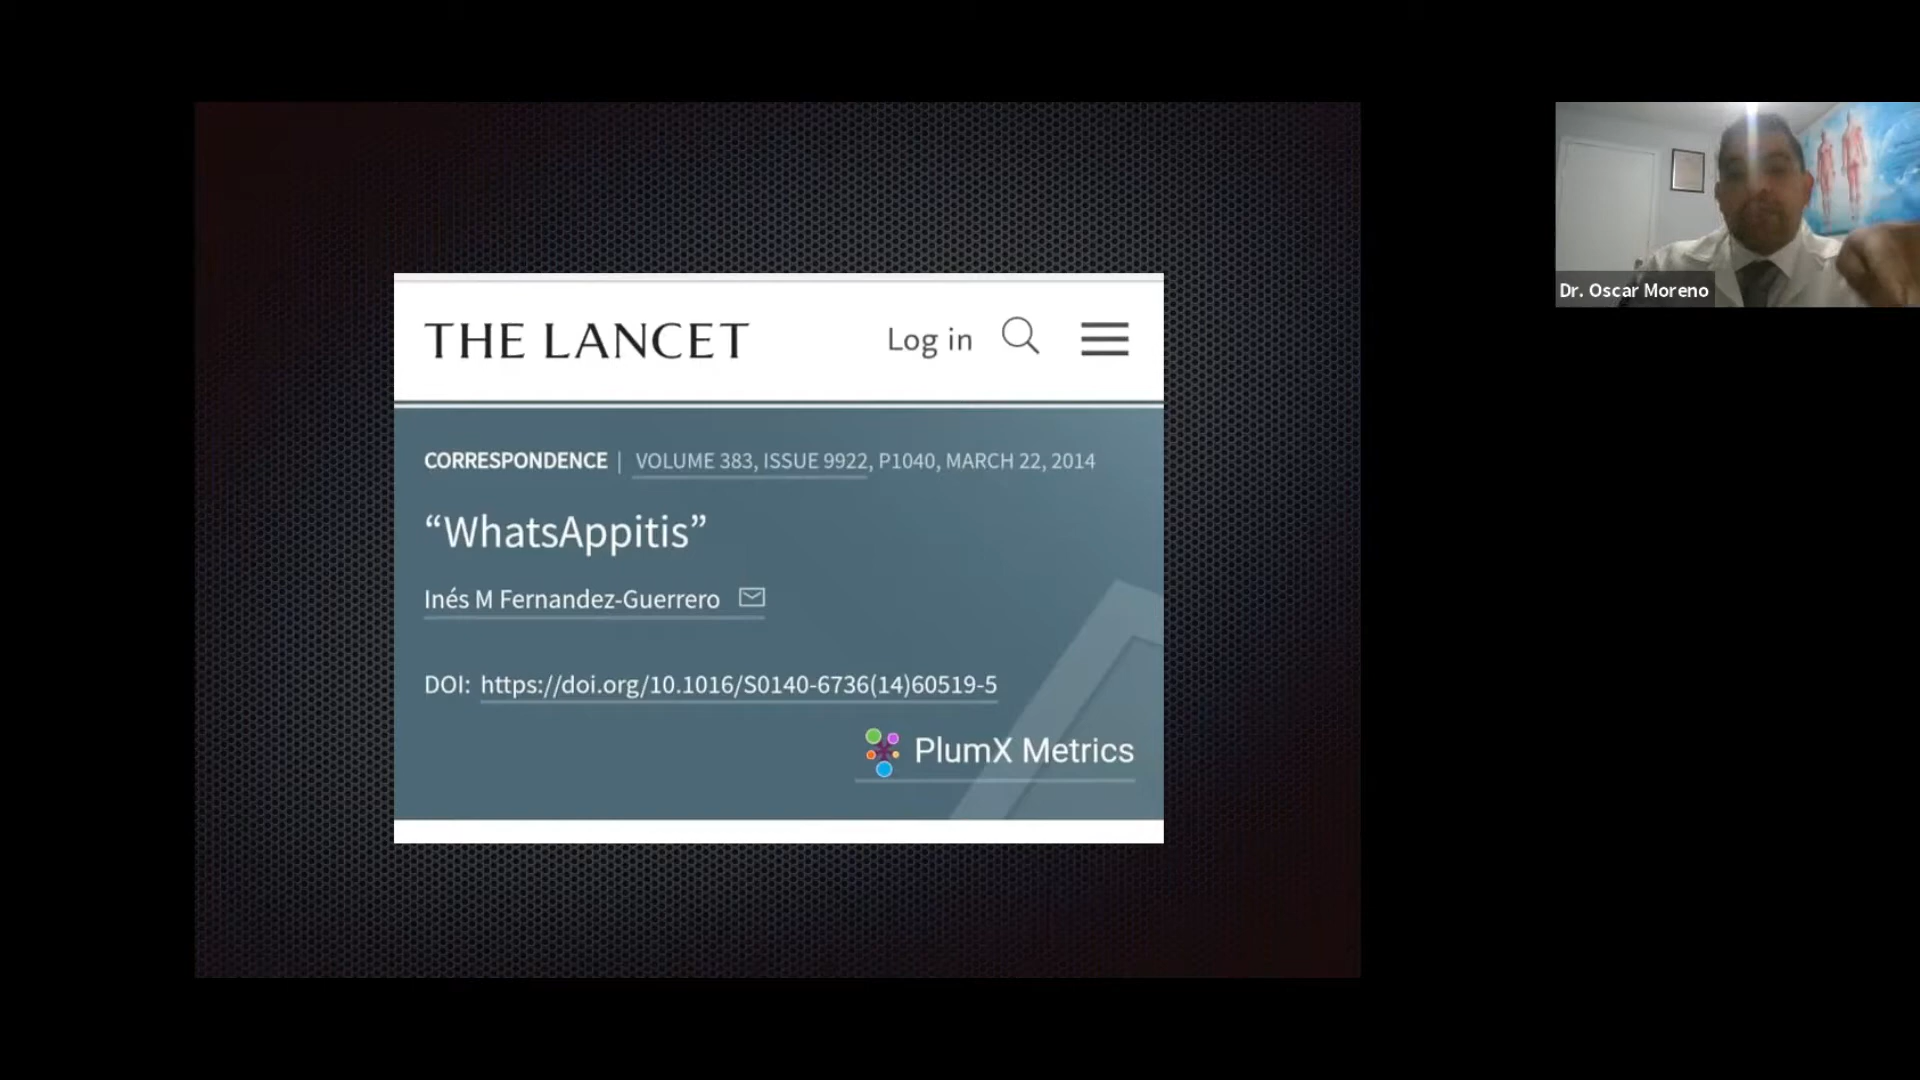 THE LANCET Log in
CORRESPONDENCE | VOLUME 383, ISSUE 9922, P1040, MARCH 22, 2014
“WhatsAppitis”
Inés M Fernandez-Guerrero
DOI: https://doi.org/10.1016/S0140-6736(14)60519-5
PlumX Metrics
Dr. Oscar Moreno